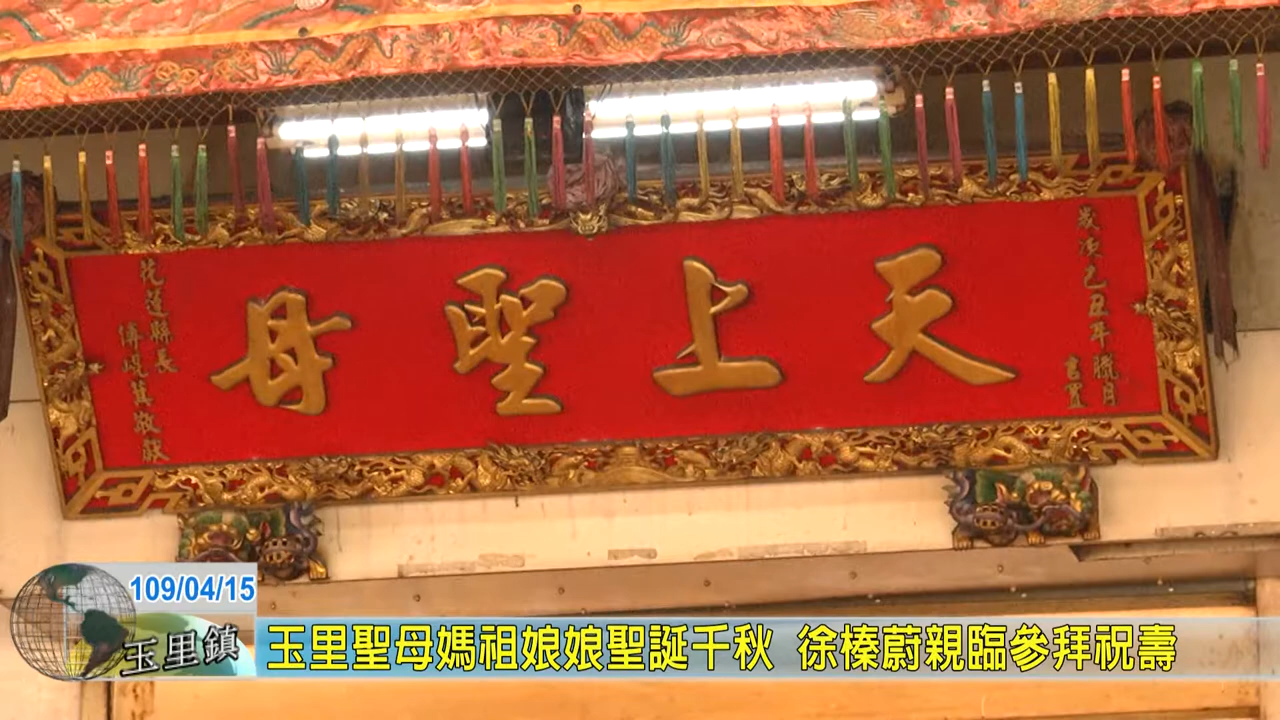 天上聖母
歲次己丑年臘月
吉置
花蓮縣長
傅崐萁敬獻
109/04/15
玉里鎮
玉里聖母媽祖娘娘聖誕千秋 徐榛蔚親臨參拜祝壽